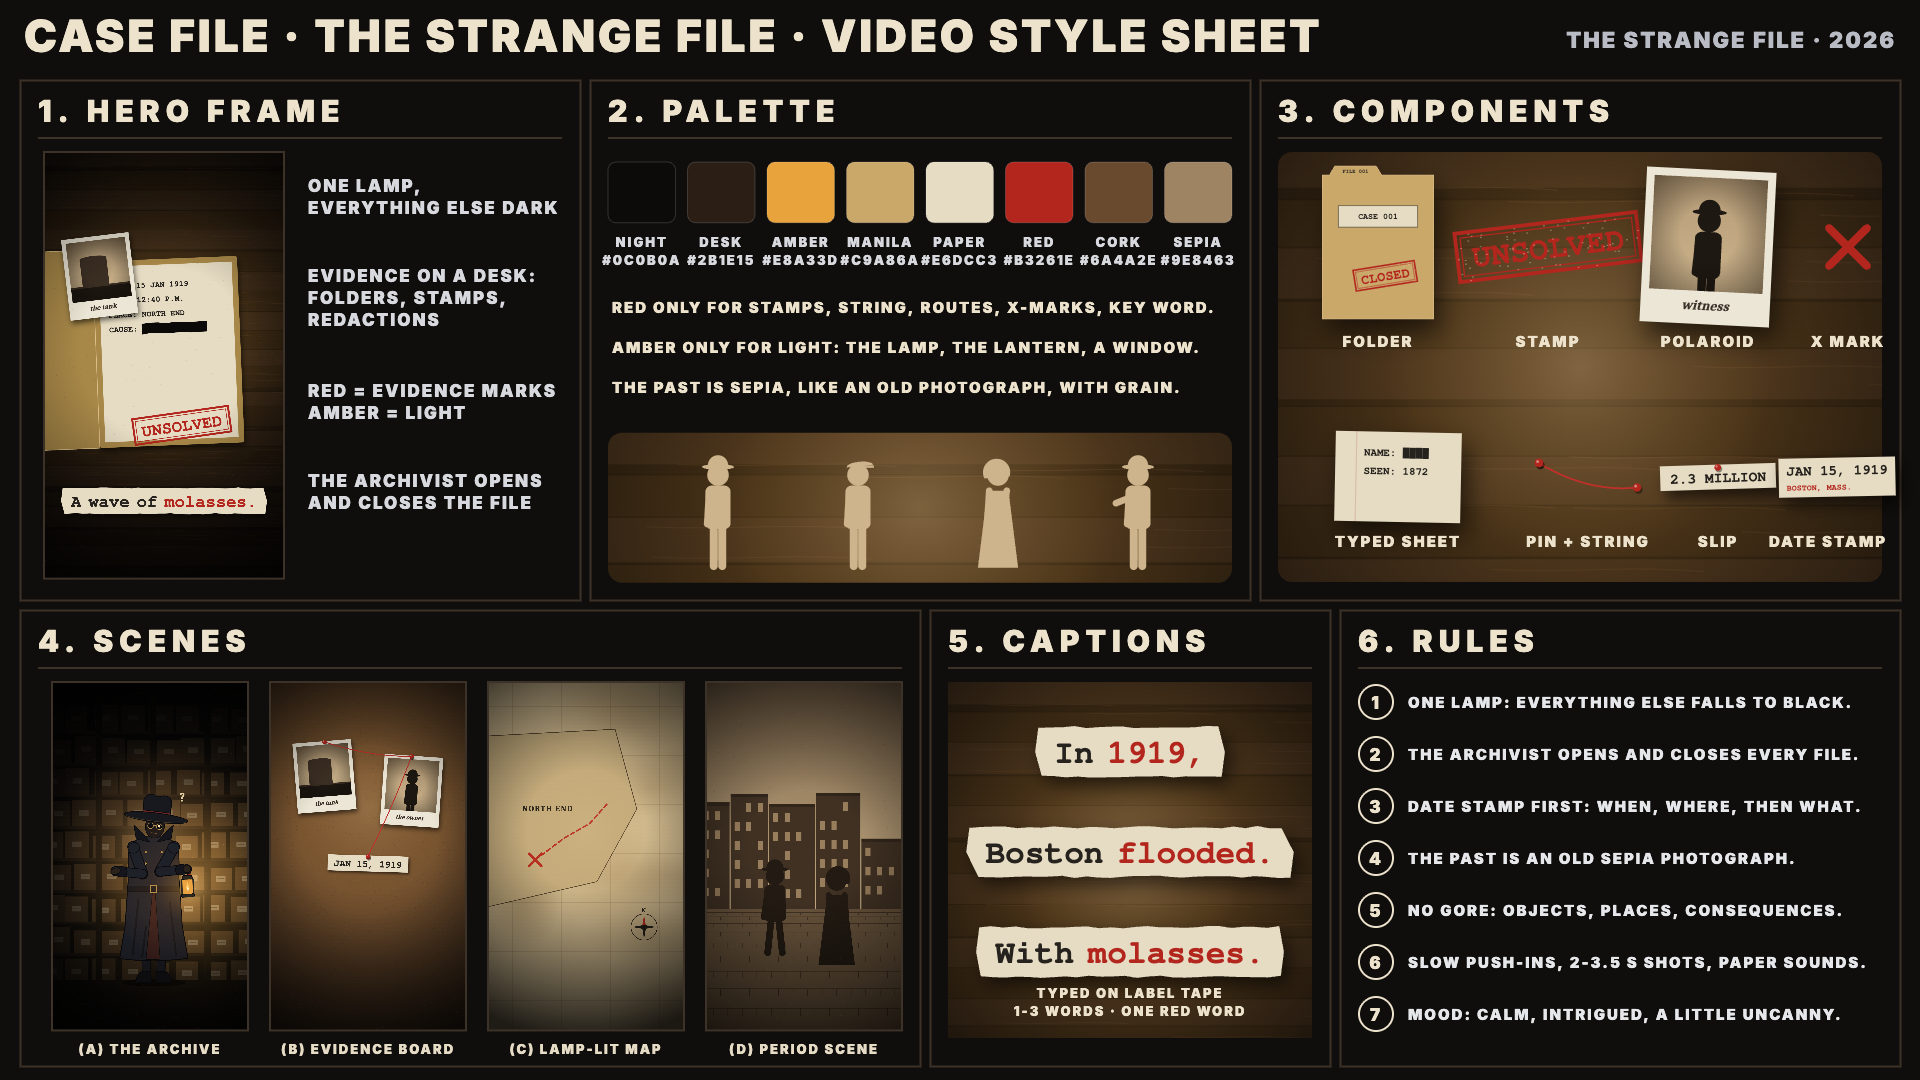 CASE FILE · THE STRANGE FILE · VIDEO STYLE SHEET
THE STRANGE FILE · 2026
1. HERO FRAME
15 JAN 1919
12:40 P.M.
NORTH END
CAUSE:
the tank
UNSOLVED
A wave of molasses.
ONE LAMP,
EVERYTHING ELSE DARK
EVIDENCE ON A DESK:
FOLDERS, STAMPS,
REDACTIONS
RED = EVIDENCE MARKS
AMBER = LIGHT
THE ARCHIVIST OPENS
AND CLOSES THE FILE
2. PALETTE
NIGHT DESK AMBER MANILA PAPER RED CORK SEPIA
#0C0B0A #2B1E15 #E8A33D #C9A86A #E6DCC3 #B3261E #6A4A2E #9E8463
RED ONLY FOR STAMPS, STRING, ROUTES, X-MARKS, KEY WORD.
AMBER ONLY FOR LIGHT: THE LAMP, THE LANTERN, A WINDOW.
THE PAST IS SEPIA, LIKE AN OLD PHOTOGRAPH, WITH GRAIN.
3. COMPONENTS
FILE 001
CASE 001
CLOSED
UNSOLVED
witness
FOLDER STAMP POLAROID X MARK
NAME: ████
SEEN: 1872
2.3 MILLION
JAN 15, 1919
BOSTON, MASS.
TYPED SHEET PIN + STRING SLIP DATE STAMP
4. SCENES
?
the tank
the owner
JAN 15, 1919
NORTH END
N
(A) THE ARCHIVE
(B) EVIDENCE BOARD
(C) LAMP-LIT MAP
(D) PERIOD SCENE
5. CAPTIONS
In 1919,
Boston flooded.
With molasses.
TYPED ON LABEL TAPE
1-3 WORDS · ONE RED WORD
6. RULES
1 ONE LAMP: EVERYTHING ELSE FALLS TO BLACK.
2 THE ARCHIVIST OPENS AND CLOSES EVERY FILE.
3 DATE STAMP FIRST: WHEN, WHERE, THEN WHAT.
4 THE PAST IS AN OLD SEPIA PHOTOGRAPH.
5 NO GORE: OBJECTS, PLACES, CONSEQUENCES.
6 SLOW PUSH-INS, 2-3.5 S SHOTS, PAPER SOUNDS.
7 MOOD: CALM, INTRIGUED, A LITTLE UNCANNY.